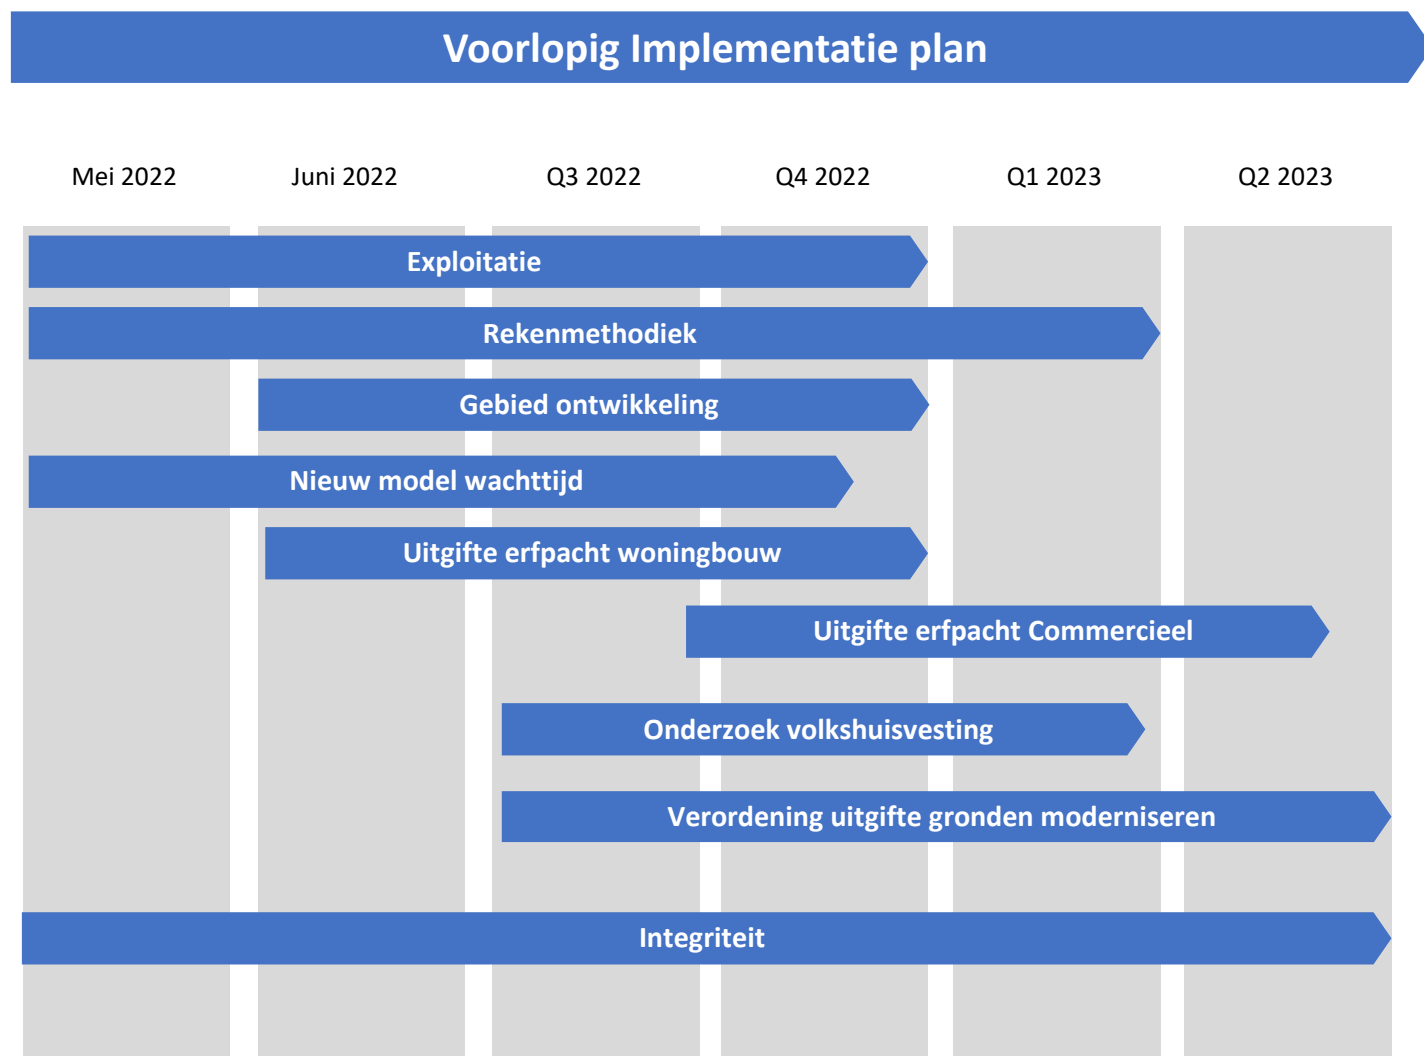 Voorlopig Implementatie plan
Mei 2022 Juni 2022 Q3 2022 Q4 2022 Q1 2023 Q2 2023
Exploitatie
Rekenmethodiek
Gebied ontwikkeling
Nieuw model wachttijd
Uitgifte erfpacht woningbouw
Uitgifte erfpacht Commercieel
Onderzoek volkshuisvesting
Verordening uitgifte gronden moderniseren
Integriteit